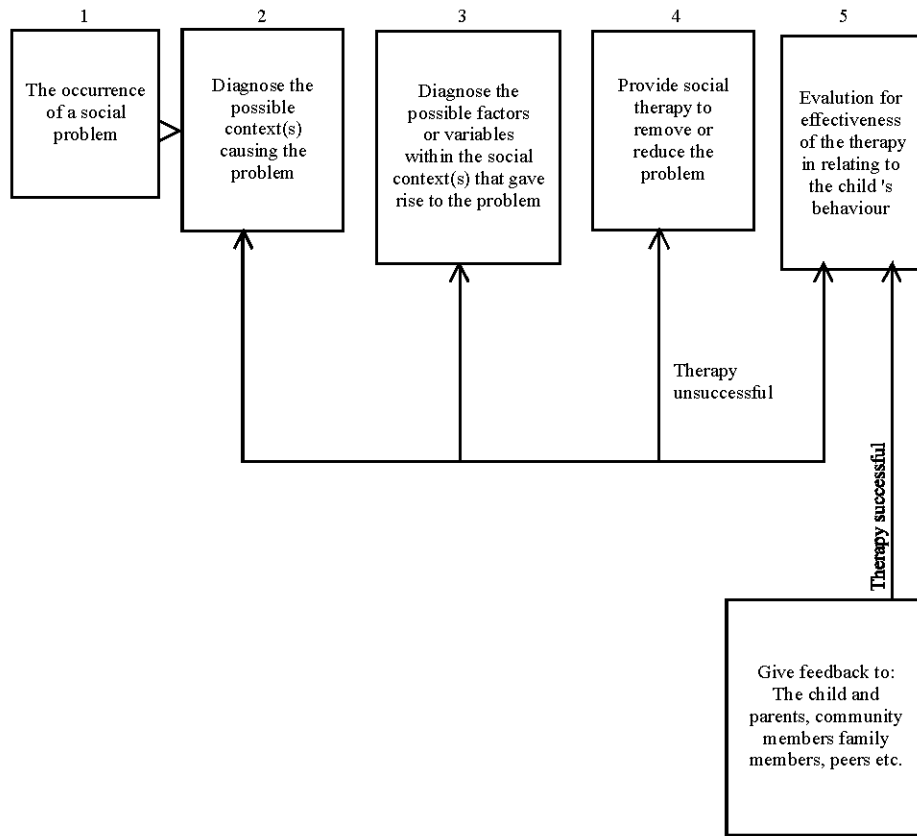 1
2
3
4
5
The occurrence
of a social
problem
Diagnose the
possible
context(s)
causing the
problem
Diagnose the
possible factors
or variables
within the social
context(s) that gave
rise to the problem
Provide social
therapy to
remove or
reduce the
problem
Evalution for
effectiveness
of the therapy
in relating to
the child 's
behaviour
Therapy
unsuccessful
Therapy successful
Give feedback to:
The child and
parents, community
members family
members, peers etc.